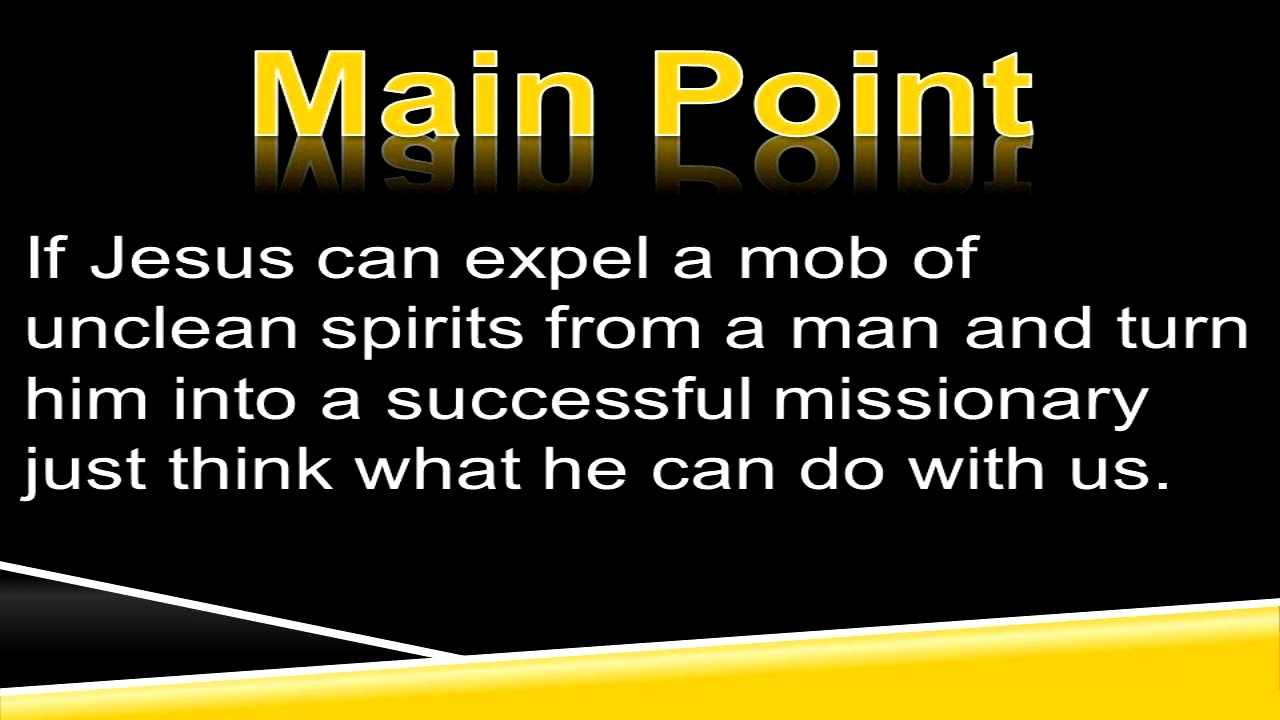 Main Point
If Jesus can expel a mob of
unclean spirits from a man and turn
him into a successful missionary
just think what he can do with us.